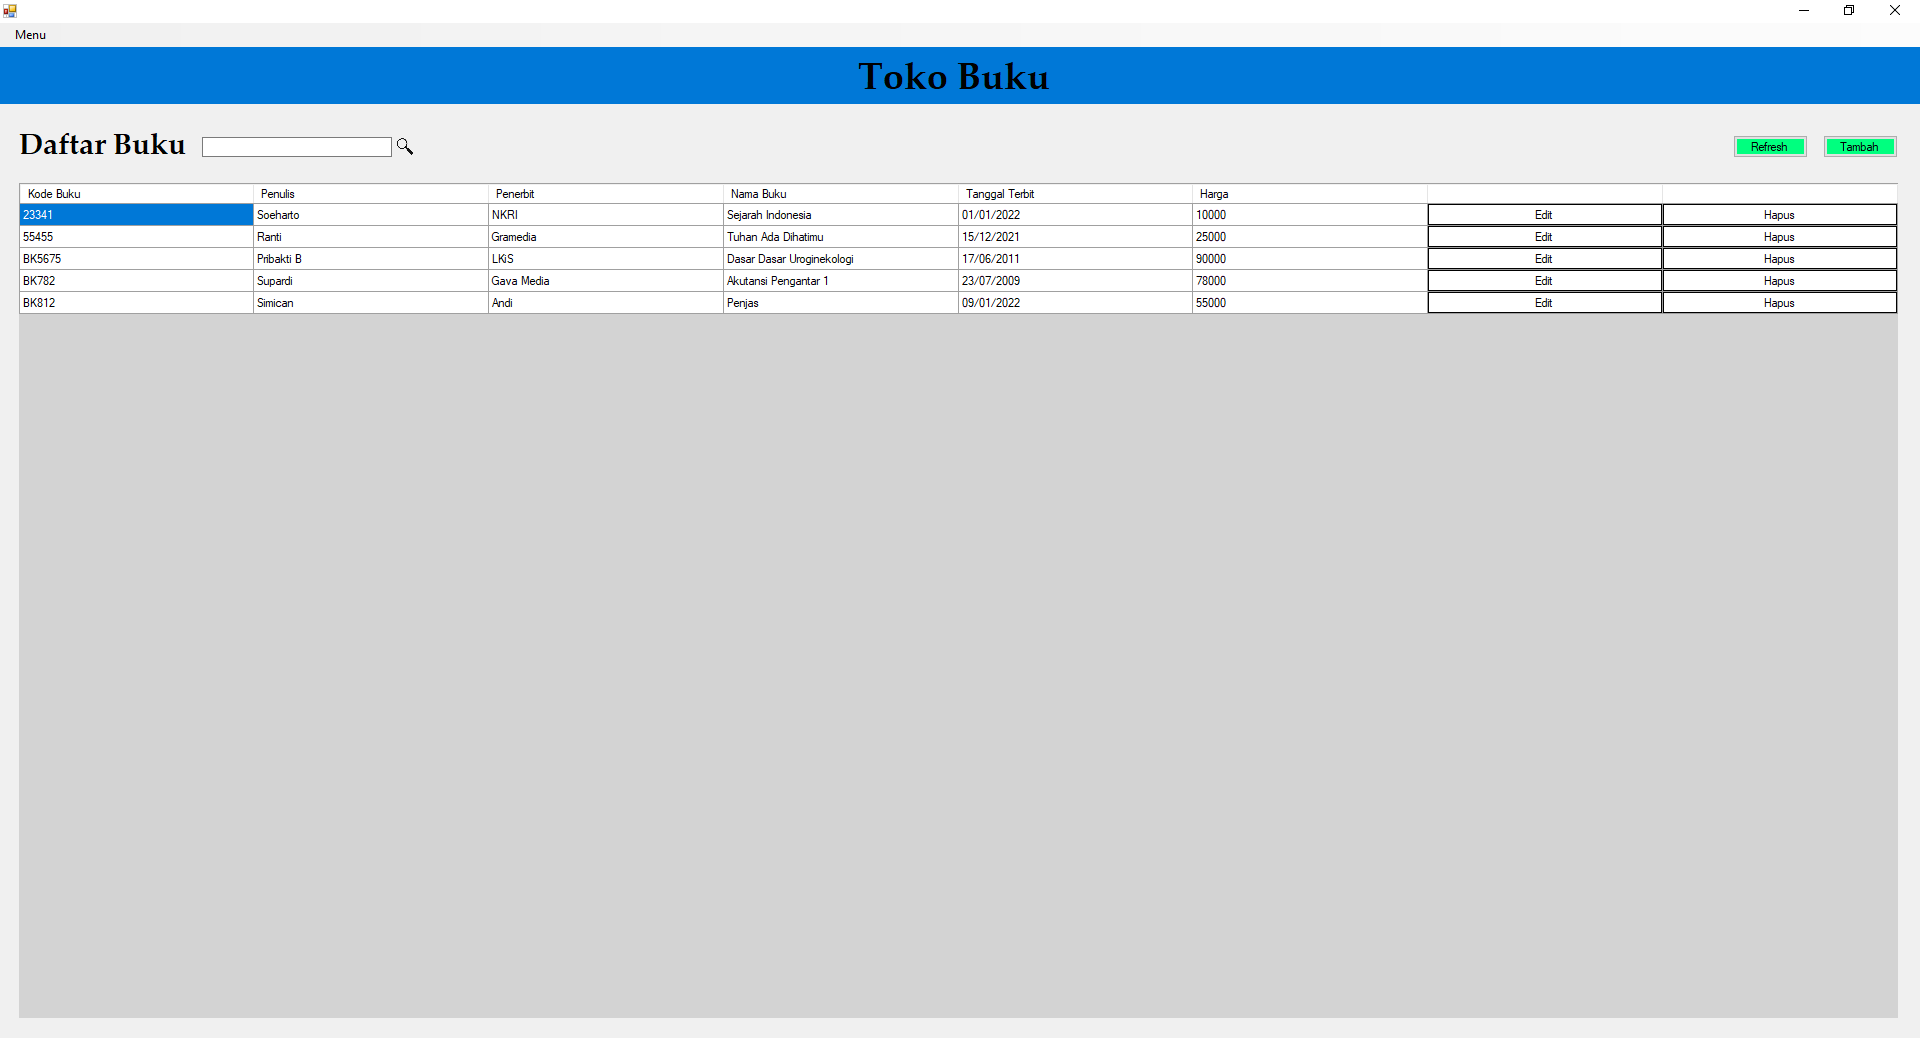 Menu
Toko Buku
Daftar Buku
Refresh Tambah
Kode Buku Penulis Penerbit Nama Buku Tanggal Terbit Harga
23341 Soeharto NKRI Sejarah Indonesia 01/01/2022 10000 Edit Hapus
55455 Ranti Gramedia Tuhan Ada Dihatimu 15/12/2021 25000 Edit Hapus
BK5675 Pribakti B LKiS Dasar Dasar Uroginekologi 17/06/2011 90000 Edit Hapus
BK782 Supardi Gava Media Akutansi Pengantar 1 23/07/2009 78000 Edit Hapus
BK812 Simican Andi Penjas 09/01/2022 55000 Edit Hapus